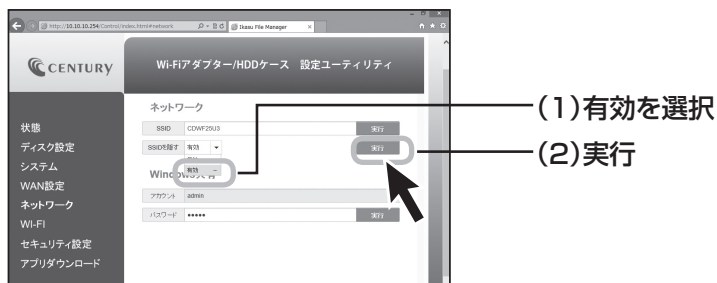 http://10.10.10.254/Control/index.html#network
Ikasu File Manager
CENTURY
Wi-Fiアダプター/HDDケース 設定ユーティリティ
状態
ディスク設定
システム
WAN設定
ネットワーク
WI-FI
セキュリティ設定
アプリダウンロード
ネットワーク
SSID CDWF25U3 実行
SSIDを隠す 有効 実行
有効
アカウント admin
パスワード ●●●●● 実行
(1)有効を選択
(2)実行